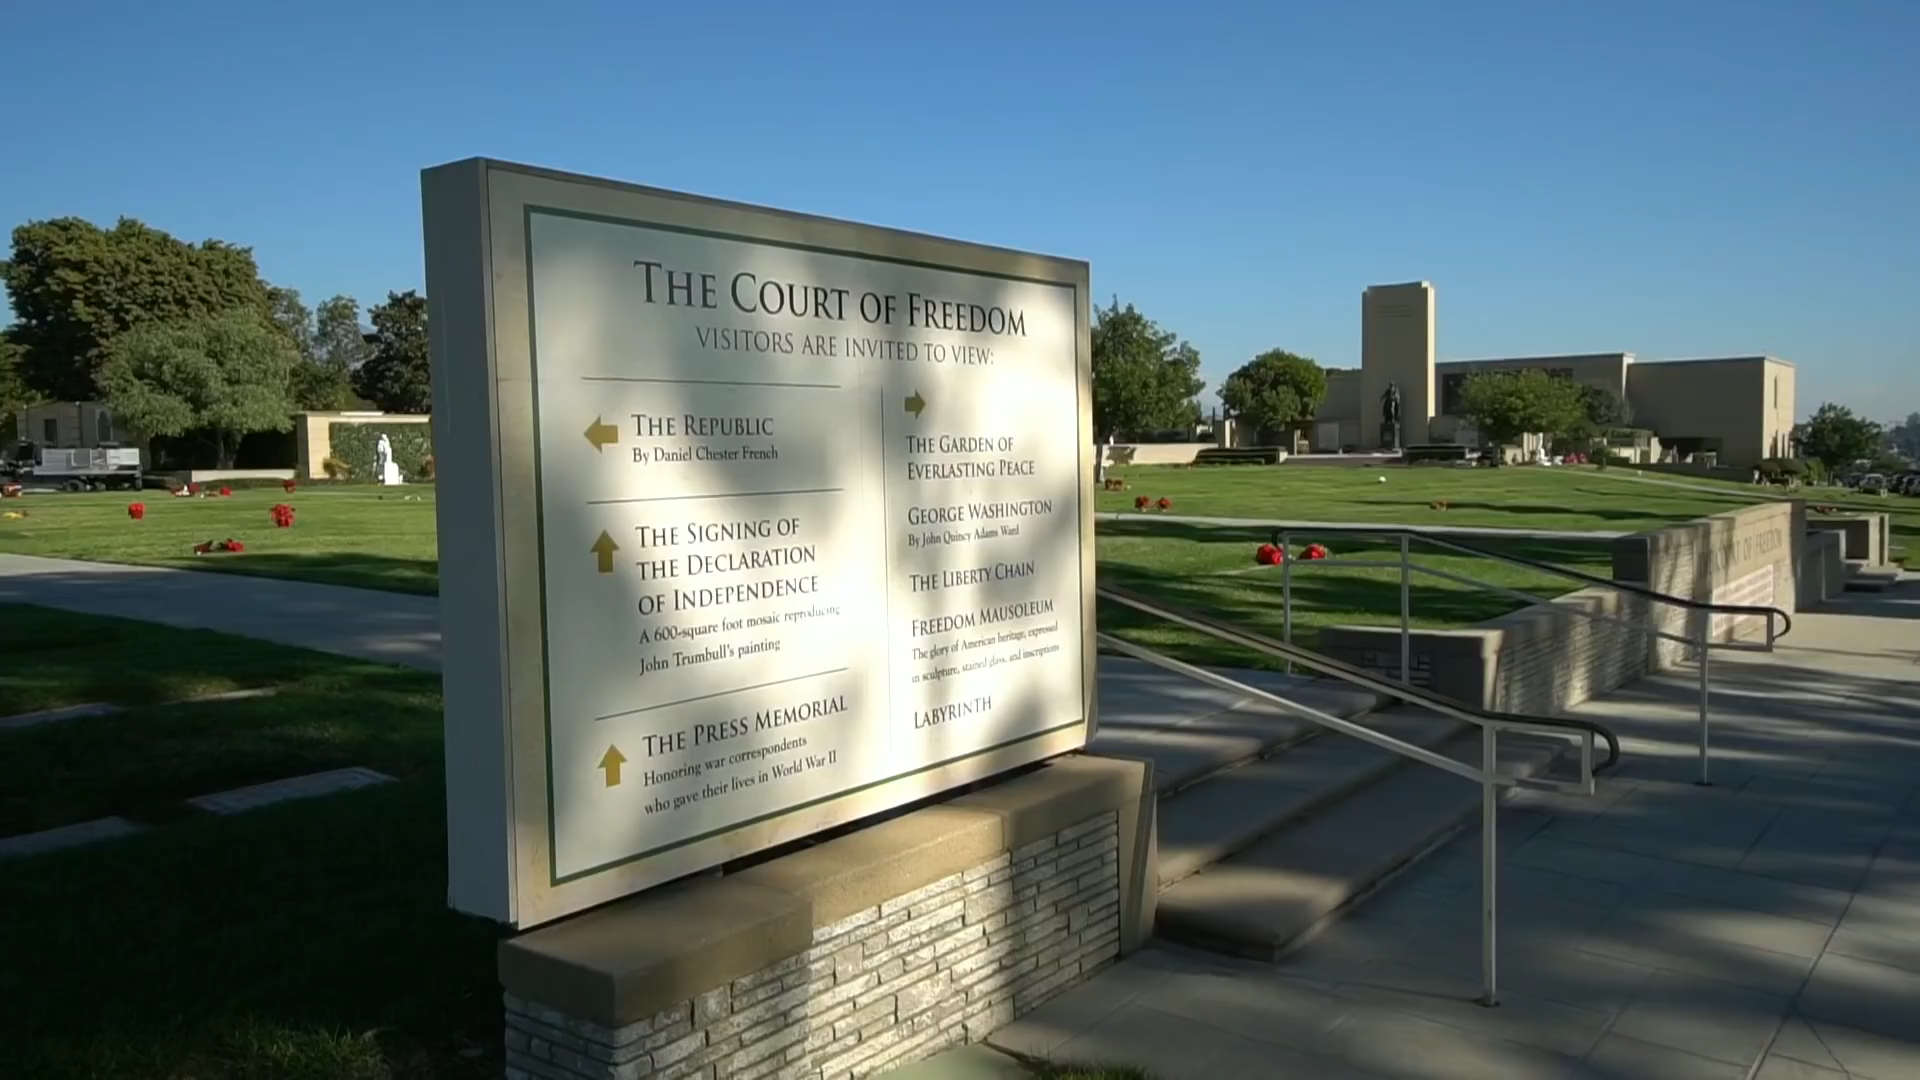 THE COURT OF FREEDOM
VISITORS ARE INVITED TO VIEW:
THE REPUBLIC
By Daniel Chester French
THE SIGNING OF
THE DECLARATION
OF INDEPENDENCE
A 600-square foot mosaic reproducing
John Trumbull's painting
THE PRESS MEMORIAL
Honoring war correspondents
who gave their lives in World War II
THE GARDEN OF
EVERLASTING PEACE
GEORGE WASHINGTON
By John Quincy Adams Ward
THE LIBERTY CHAIN
FREEDOM MAUSOLEUM
The glory of American heritage, expressed
in sculpture, stained glass, and inscriptions
LABYRINTH
COURT OF FREEDOM